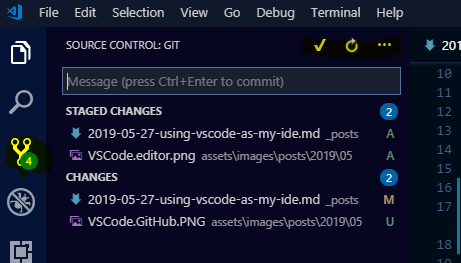 File Edit Selection View Go Debug Terminal ···
SOURCE CONTROL: GIT ✓ ···
201
Message (press Ctrl+Enter to commit)
STAGED CHANGES 2
2019-05-27-using-vscode-as-my-ide.md _posts A
VSCode.editor.png assets\images\posts\2019\05 A
CHANGES 2
2019-05-27-using-vscode-as-my-ide.md _posts M
VSCode.GitHub.PNG assets\images\posts\2019\05 U
4
10
11
12
13
14
15
16
17
18
19